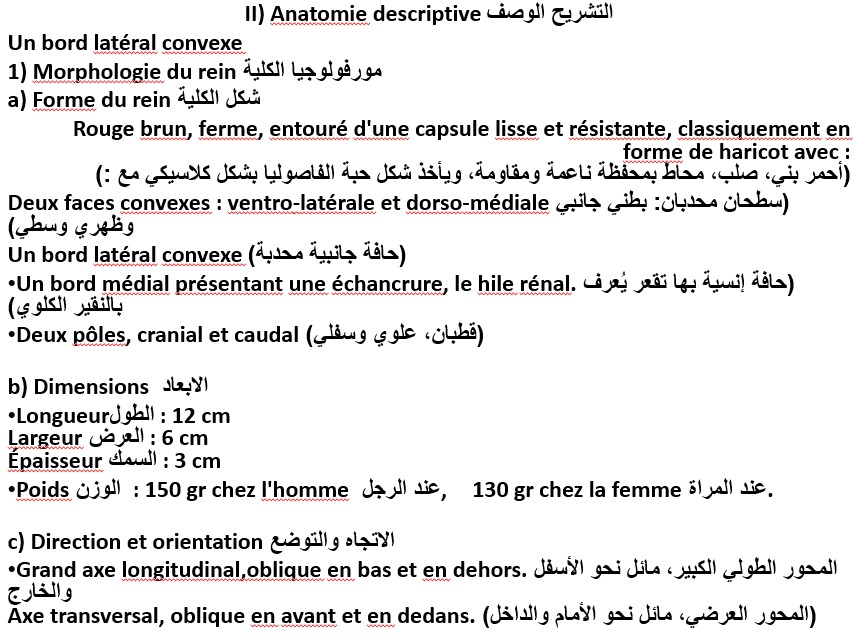 II) Anatomie descriptive التشريح الوصف
Un bord latéral convexe
1) Morphologie du rein مورفولوجيا الكلية
a) Forme du rein شكل الكلية
Rouge brun, ferme, entouré d'une capsule lisse et résistante, classiquement en
forme de haricot avec :
(أحمر بني، صلب، محاط بمحفظة ناعمة ومقاومة، ويأخذ شكل حبة الفاصوليا بشكل كلاسيكي مع :)
Deux faces convexes : ventro-latérale et dorso-médiale سطحان محدبان: بطني جانبي)
وظهري وسطي)
Un bord latéral convexe (حافة جانبية محدبة)
•Un bord médial présentant une échancrure, le hile rénal. حافة إنسية بها تقعر يُعرف)
بالنقير الكلوي)
•Deux pôles, cranial et caudal (قطبان، علوي وسفلي)
b) Dimensions الابعاد
•Longueurالطول : 12 cm
Largeur العرض : 6 cm
Épaisseur السمك : 3 cm
•Poids الوزن : 150 gr chez l'homme عند الرجل, 130 gr chez la femme عند المراة.
c) Direction et orientation الاتجاه والتوضع
•Grand axe longitudinal,oblique en bas et en dehors. المحور الطولي الكبير، مائل نحو الأسفل
والخارج
Axe transversal, oblique en avant et en dedans. (المحور العرضي، مائل نحو الأمام والداخل)